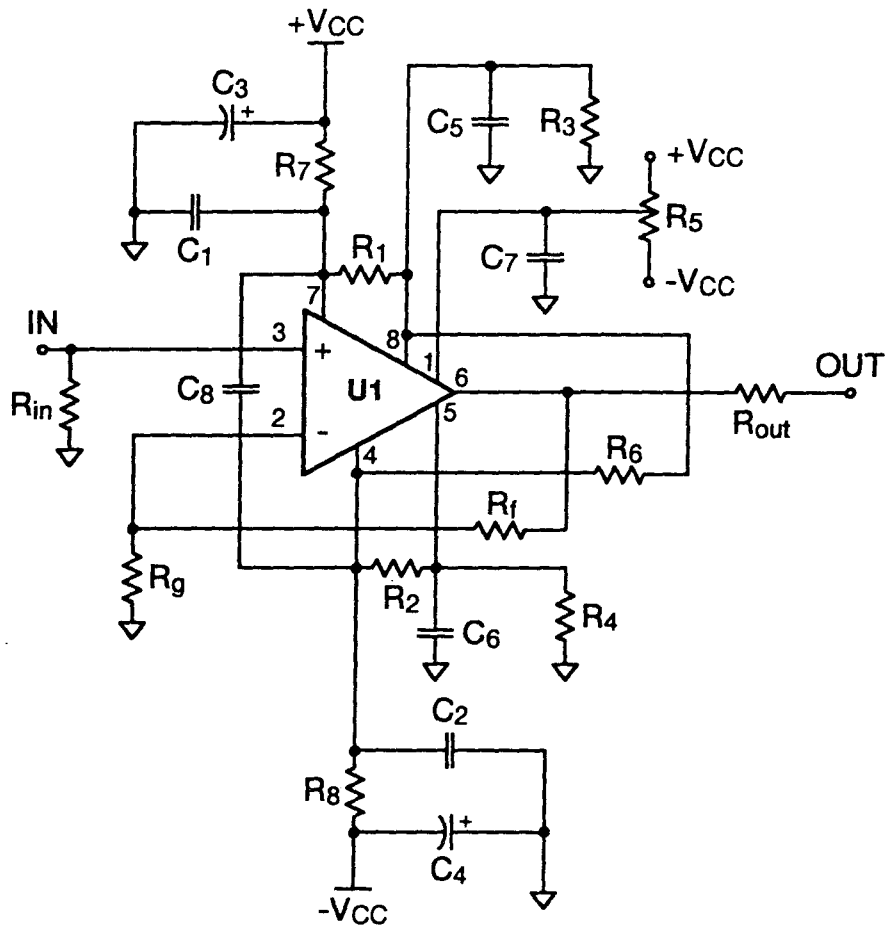 +VCC
C3
+
C5
R3
R7
+VCC
R5
C1
R1
C7
-VCC
7
IN
3
+
8
1
OUT
C8
U1
6
Rin
2
5
Rout
-
4
R6
Rf
Rg
R2
R4
C6
C2
R8
+
C4
-VCC